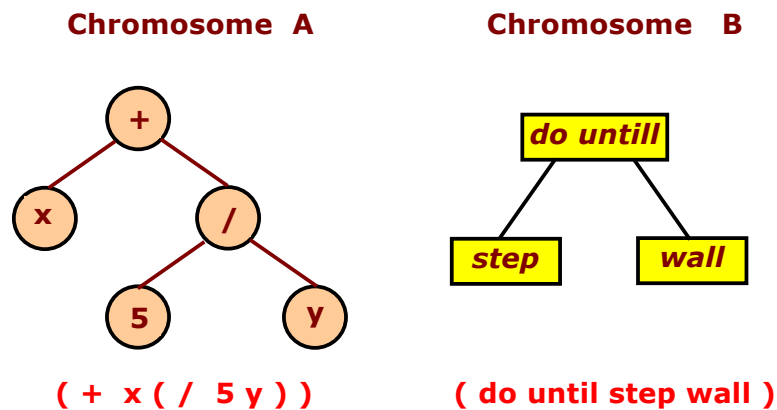 Chromosome A
+
x
/
5
y
( + x ( / 5 y ) )
Chromosome B
do untill
step
wall
( do until step wall )